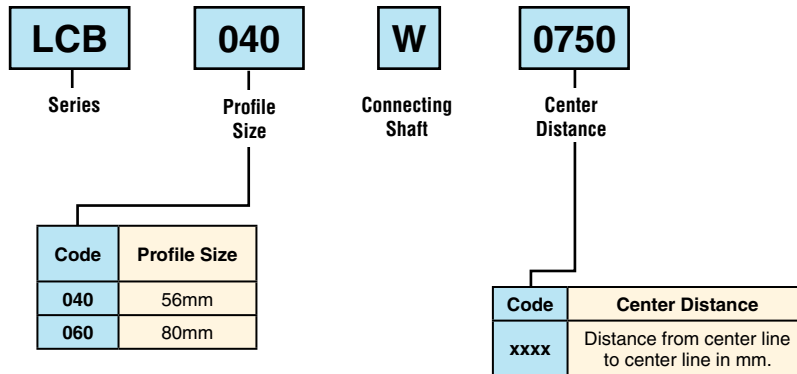 LCB 040 W 0750
Series
Profile
Size
Connecting
Shaft
Center
Distance
Code Profile Size
040 56mm
060 80mm
Code Center Distance
xxxx Distance from center line
to center line in mm.